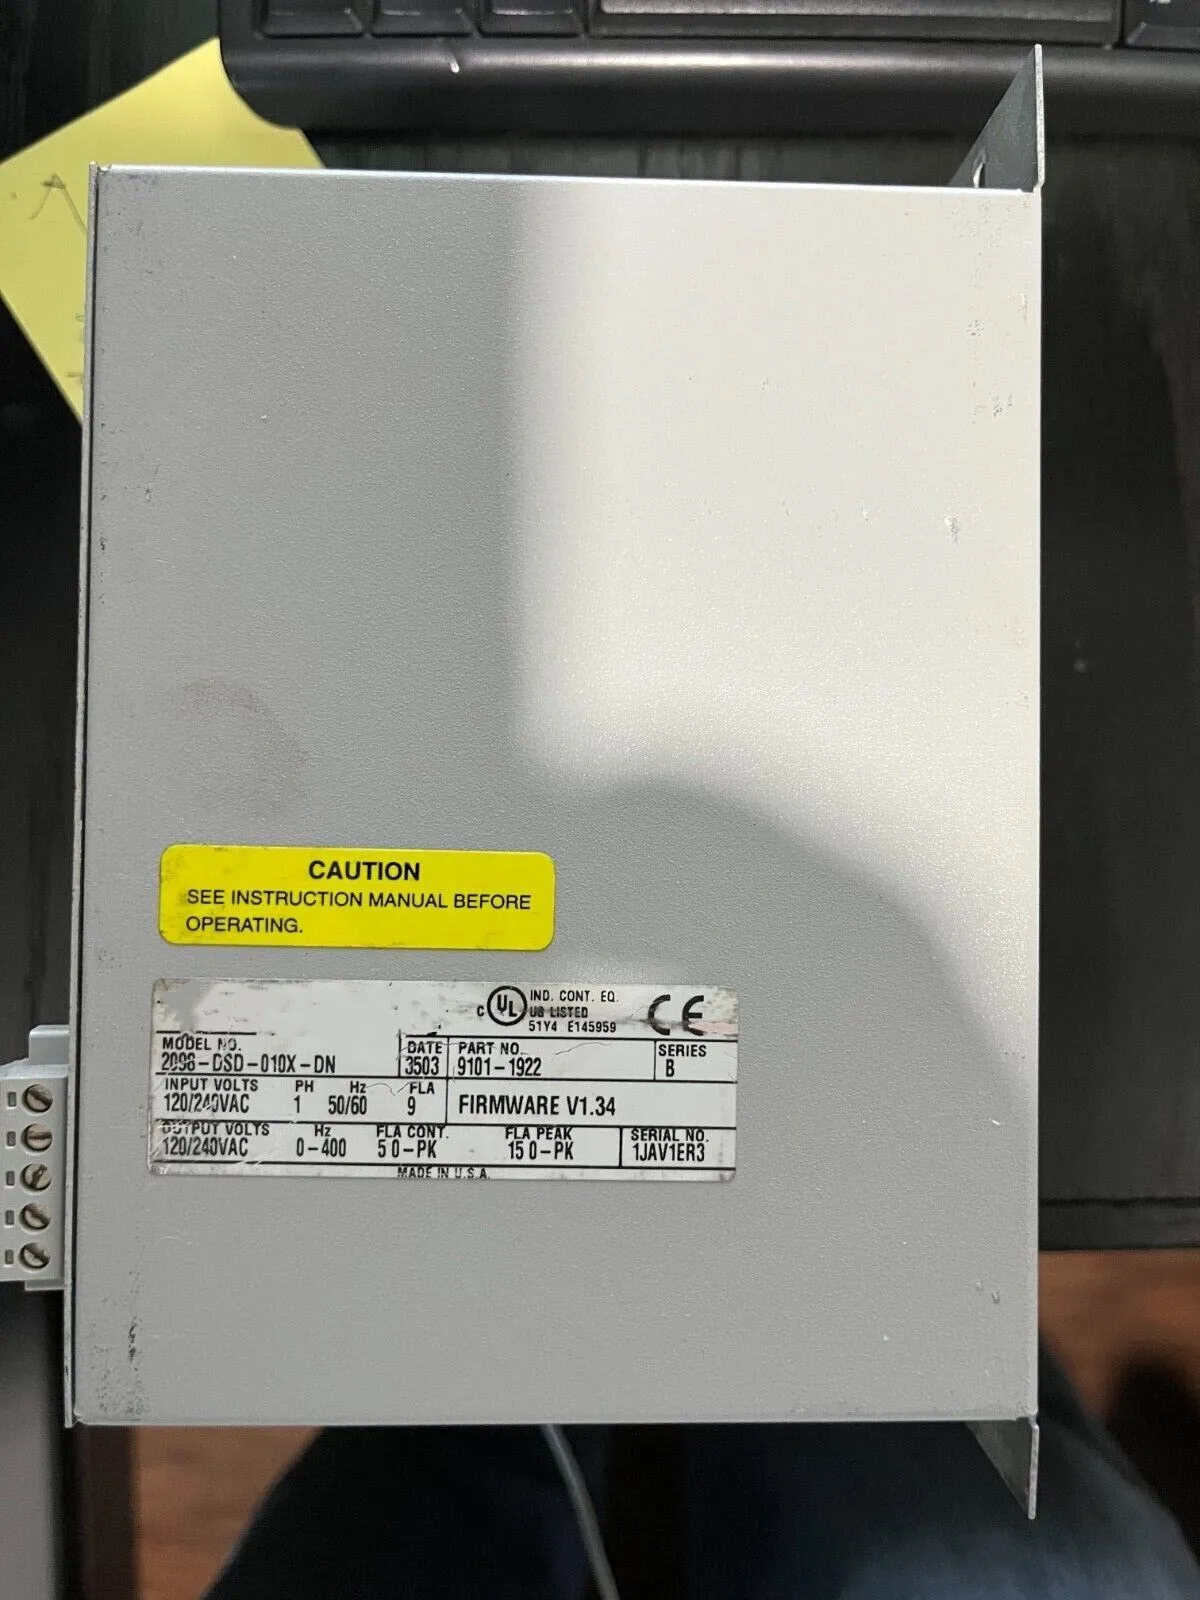 CAUTION
SEE INSTRUCTION MANUAL BEFORE
OPERATING.
C UL IND. CONT. EQ. CE
US LISTED
51Y4 E145959
MODEL NO. DATE PART NO. SERIES
2098-DSD-010X-DN 3503 9101-1922 B
INPUT VOLTS PH Hz FLA
120/240VAC 1 50/60 9 FIRMWARE V1.34
OUTPUT VOLTS Hz FLA CONT. FLA PEAK SERIAL NO.
120/240VAC 0-400 5 0-PK 15 0-PK 1JAV1ER3
MADE IN U.S.A.